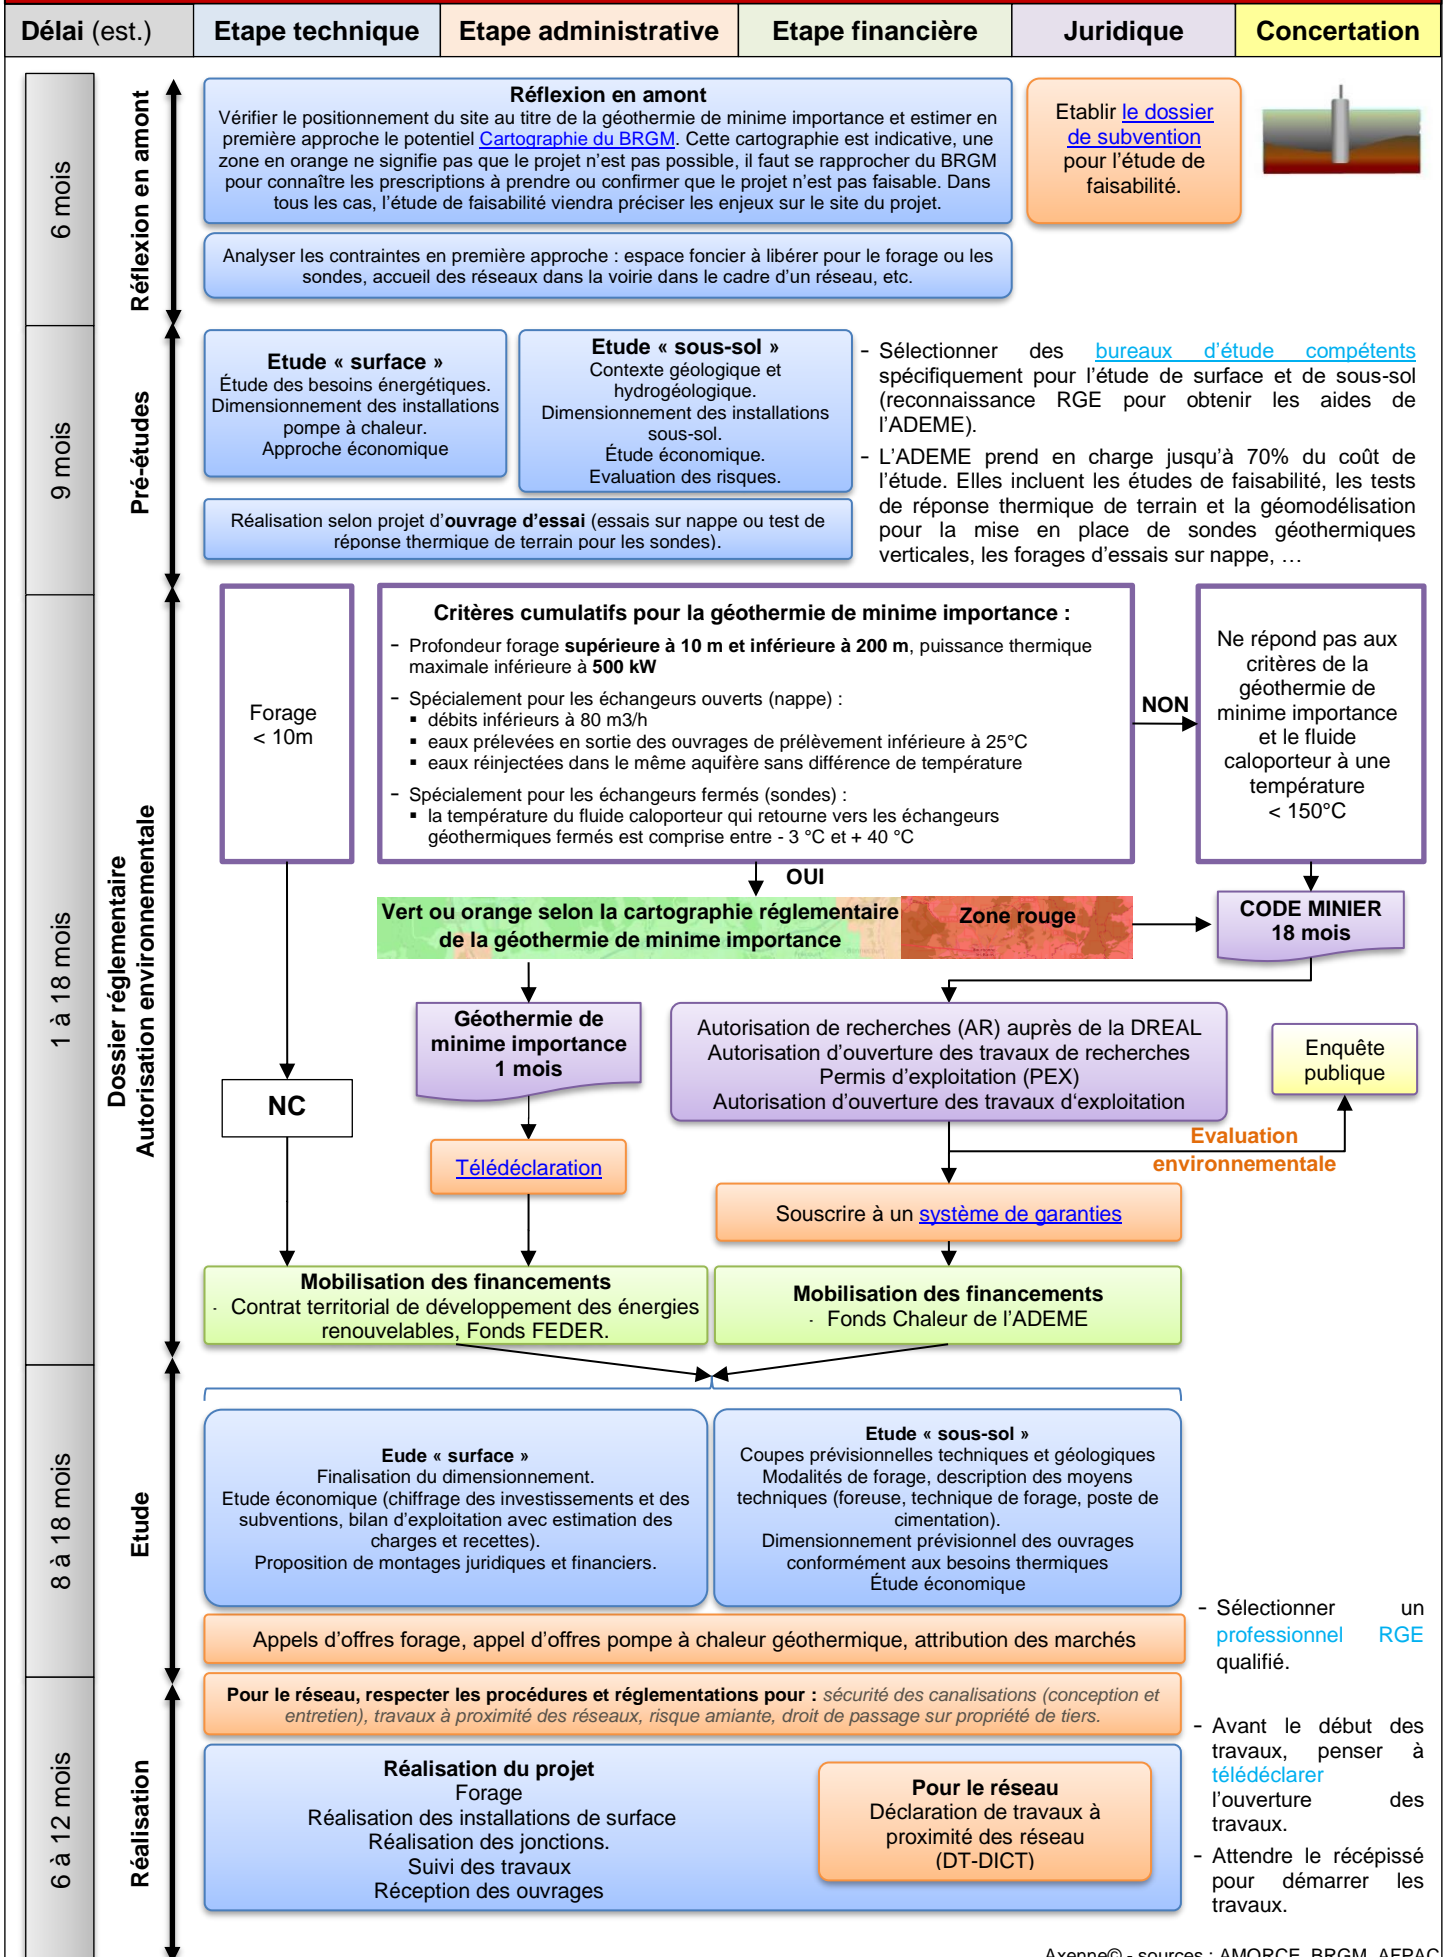 Délai (est.)
Etape technique
Etape administrative
Etape financière
Juridique
Concertation
6 mois
Réflexion en amont
Réflexion en amont
Vérifier le positionnement du site au titre de la géothermie de minime importance et estimer en
première approche le potentiel Cartographie du BRGM. Cette cartographie est indicative, une
zone en orange ne signifie pas que le projet n'est pas possible, il faut se rapprocher du BRGM
pour connaître les prescriptions à prendre ou confirmer que le projet n'est pas faisable. Dans
tous les cas, l'étude de faisabilité viendra préciser les enjeux sur le site du projet.
Etablir le dossier
de subvention
pour l'étude de
faisabilité.
Analyser les contraintes en première approche : espace foncier à libérer pour le forage ou les
sondes, accueil des réseaux dans la voirie dans le cadre d'un réseau, etc.
9 mois
Pré-études
Etude « surface »
Étude des besoins énergétiques.
Dimensionnement des installations
pompe à chaleur.
Approche économique
Etude « sous-sol »
Contexte géologique et
hydrogéologique.
Dimensionnement des installations
sous-sol.
Étude économique.
Evaluation des risques.
Réalisation selon projet d'ouvrage d'essai (essais sur nappe ou test de
réponse thermique de terrain pour les sondes).
- Sélectionner des bureaux d'étude compétents
spécifiquement pour l'étude de surface et de sous-sol
(reconnaissance RGE pour obtenir les aides de
l'ADEME).
- L'ADEME prend en charge jusqu'à 70% du coût de
l'étude. Elles incluent les études de faisabilité, les tests
de réponse thermique de terrain et la géomodélisation
pour la mise en place de sondes géothermiques
verticales, les forages d'essais sur nappe, …
1 à 18 mois
Dossier réglementaire
Autorisation environnementale
Forage
< 10m
Critères cumulatifs pour la géothermie de minime importance :
- Profondeur forage supérieure à 10 m et inférieure à 200 m, puissance thermique
maximale inférieure à 500 kW
- Spécialement pour les échangeurs ouverts (nappe) :
▪ débits inférieurs à 80 m3/h
▪ eaux prélevées en sortie des ouvrages de prélèvement inférieure à 25°C
▪ eaux réinjectées dans le même aquifère sans différence de température
- Spécialement pour les échangeurs fermés (sondes) :
▪ la température du fluide caloporteur qui retourne vers les échangeurs
géothermiques fermés est comprise entre - 3 °C et + 40 °C
NON
Ne répond pas aux
critères de la
géothermie de
minime importance
et le fluide
caloporteur à une
température
< 150°C
OUI
Vert ou orange selon la cartographie réglementaire
de la géothermie de minime importance
Zone rouge
CODE MINIER
18 mois
Géothermie de
minime importance
1 mois
Autorisation de recherches (AR) auprès de la DREAL
Autorisation d'ouverture des travaux de recherches
Permis d'exploitation (PEX)
Autorisation d'ouverture des travaux d'exploitation
Enquête
publique
NC
Télédéclaration
Evaluation
environnementale
Souscrire à un système de garanties
Mobilisation des financements
- Contrat territorial de développement des énergies
renouvelables, Fonds FEDER.
Mobilisation des financements
- Fonds Chaleur de l'ADEME
8 à 18 mois
Etude
Eude « surface »
Finalisation du dimensionnement.
Etude économique (chiffrage des investissements et des
subventions, bilan d'exploitation avec estimation des
charges et recettes).
Proposition de montages juridiques et financiers.
Etude « sous-sol »
Coupes prévisionnelles techniques et géologiques
Modalités de forage, description des moyens
techniques (foreuse, technique de forage, poste de
cimentation).
Dimensionnement prévisionnel des ouvrages
conformément aux besoins thermiques
Étude économique
Appels d'offres forage, appel d'offres pompe à chaleur géothermique, attribution des marchés
- Sélectionner un
professionnel RGE
qualifié.
6 à 12 mois
Réalisation
Pour le réseau, respecter les procédures et réglementations pour : sécurité des canalisations (conception et
entretien), travaux à proximité des réseaux, risque amiante, droit de passage sur propriété de tiers.
Réalisation du projet
Forage
Réalisation des installations de surface
Réalisation des jonctions.
Suivi des travaux
Réception des ouvrages
Pour le réseau
Déclaration de travaux à
proximité des réseau
(DT-DICT)
- Avant le début des
travaux, penser à
télédéclarer
l'ouverture des
travaux.
- Attendre le récépissé
pour démarrer les
travaux.
Axenne© - sources : AMORCE, BRGM, AFPAC